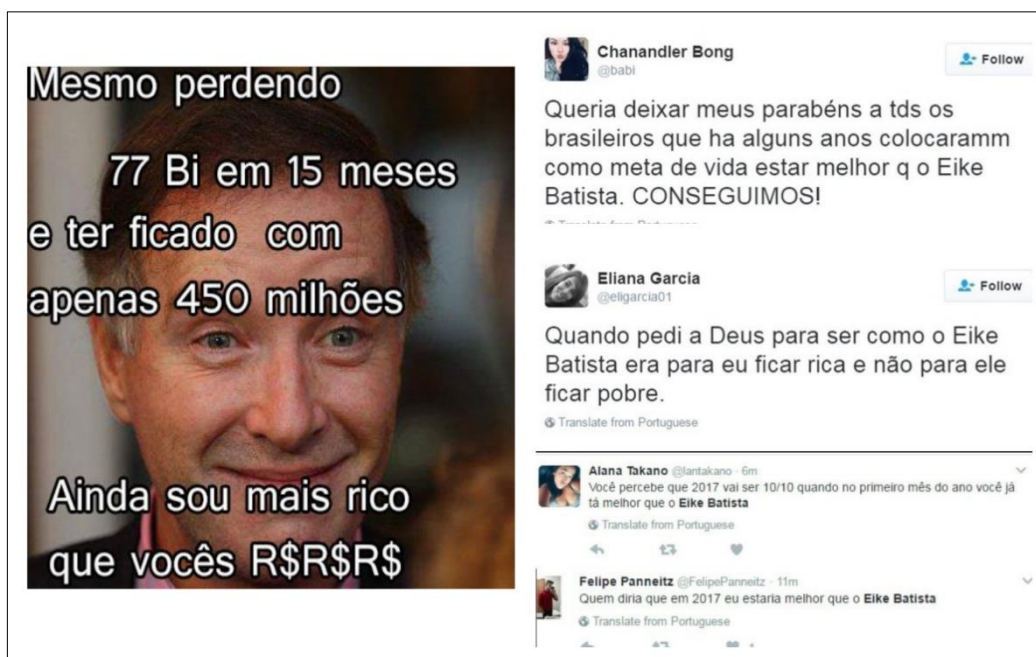 Mesmo perdendo
77 Bi em 15 meses
e ter ficado com
apenas 450 milhões
Ainda sou mais rico
que vocês R$R$R$
Chanandler Bong
@babi
Follow
Queria deixar meus parabéns a tds os
brasileiros que ha alguns anos colocaramm
como meta de vida estar melhor q o Eike
Batista. CONSEGUIMOS!
Translate from Portuguese
Eliana Garcia
@eligarcia01
Follow
Quando pedi a Deus para ser como o Eike
Batista era para eu ficar rica e não para ele
ficar pobre.
Translate from Portuguese
Alana Takano @lantakano · 6m
Você percebe que 2017 vai ser 10/10 quando no primeiro mês do ano você já
tá melhor que o Eike Batista
Translate from Portuguese
Felipe Panneitz @FelipePanneitz · 11m
Quem diria que em 2017 eu estaria melhor que o Eike Batista
Translate from Portuguese